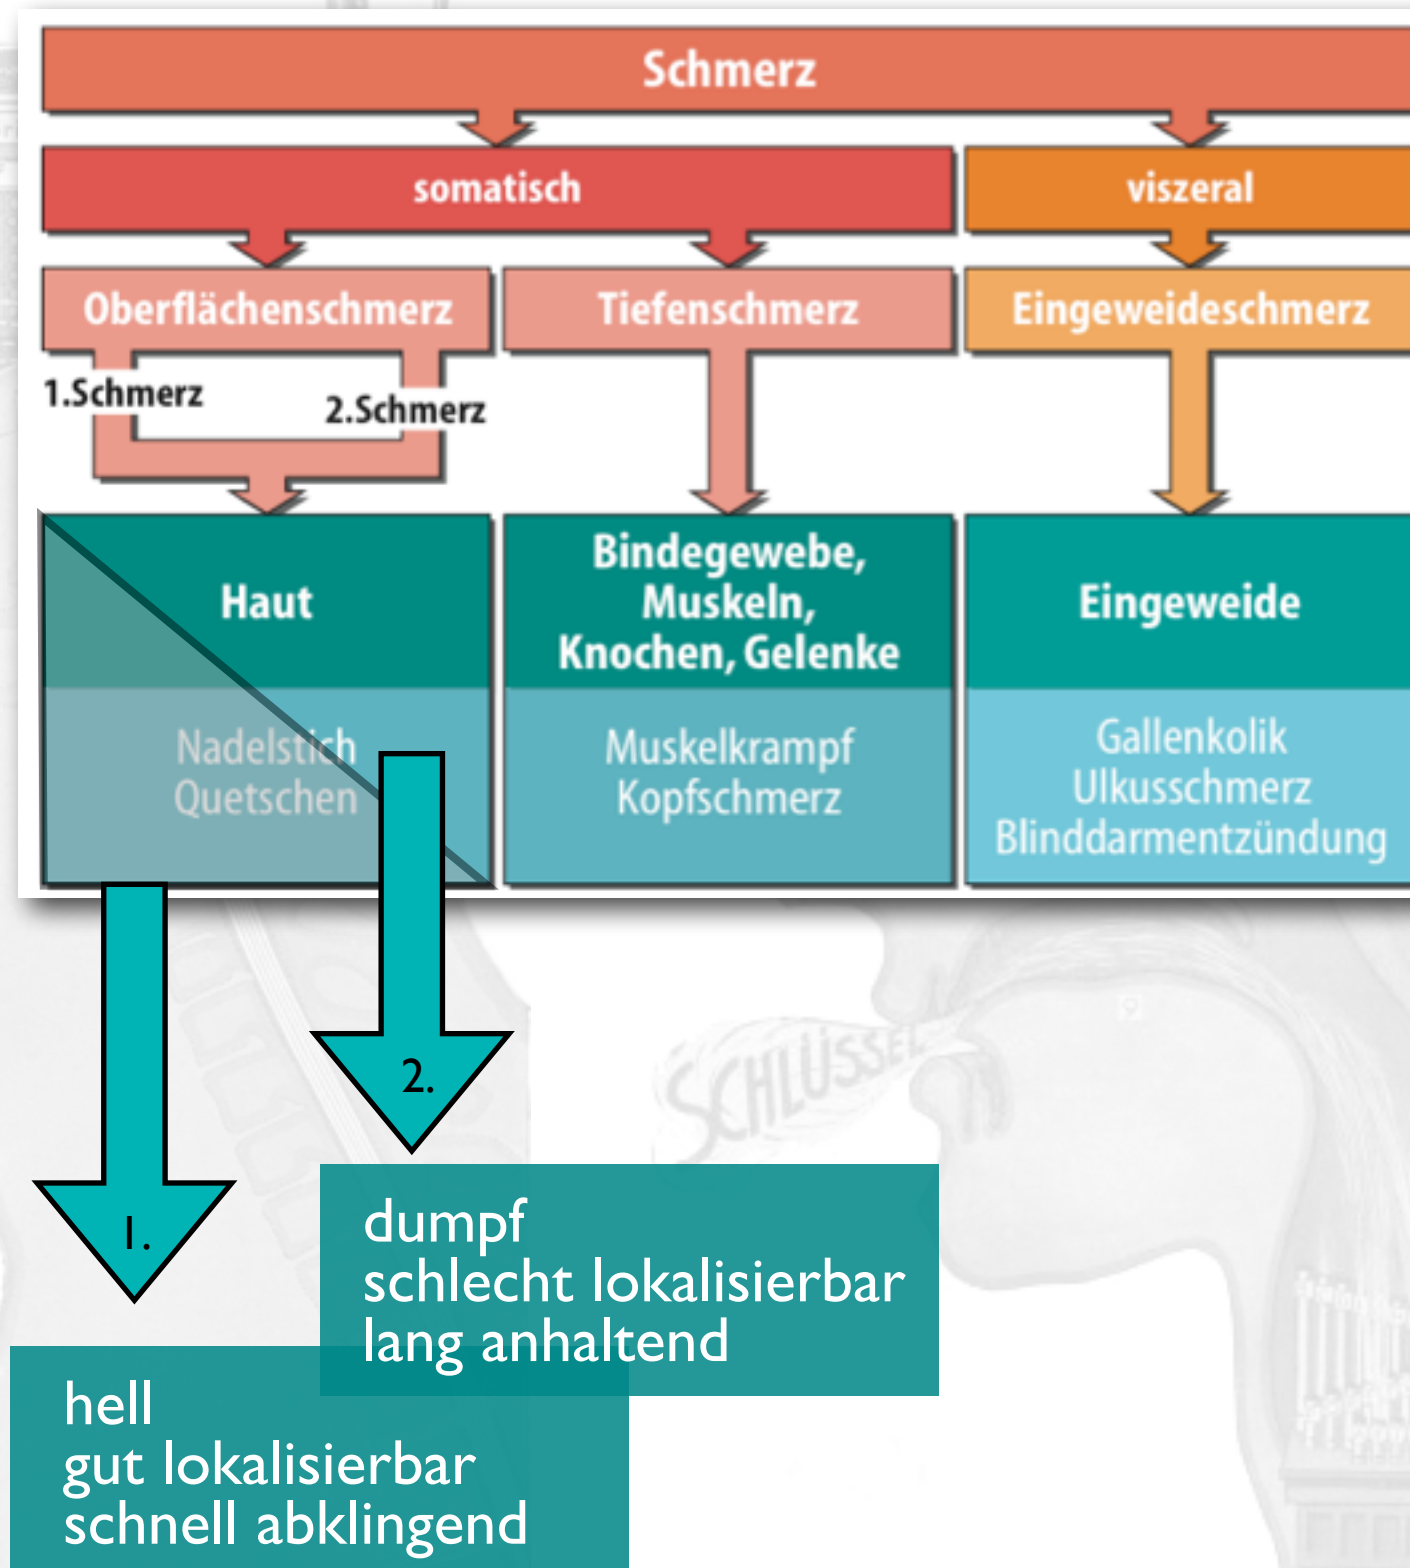 Schmerz
somatisch
viszeral
Oberflächenschmerz
Tiefenschmerz
Eingeweideschmerz
1.Schmerz
2.Schmerz
Haut
Nadelstich
Quetschen
Bindegewebe,
Muskeln,
Knochen, Gelenke
Muskelkrampf
Kopfschmerz
Eingeweide
Gallenkolik
Ulkusschmerz
Blinddarmentzündung
SCHLÜSSEL
2.
1.
dumpf
schlecht lokalisierbar
lang anhaltend
hell
gut lokalisierbar
schnell abklingend